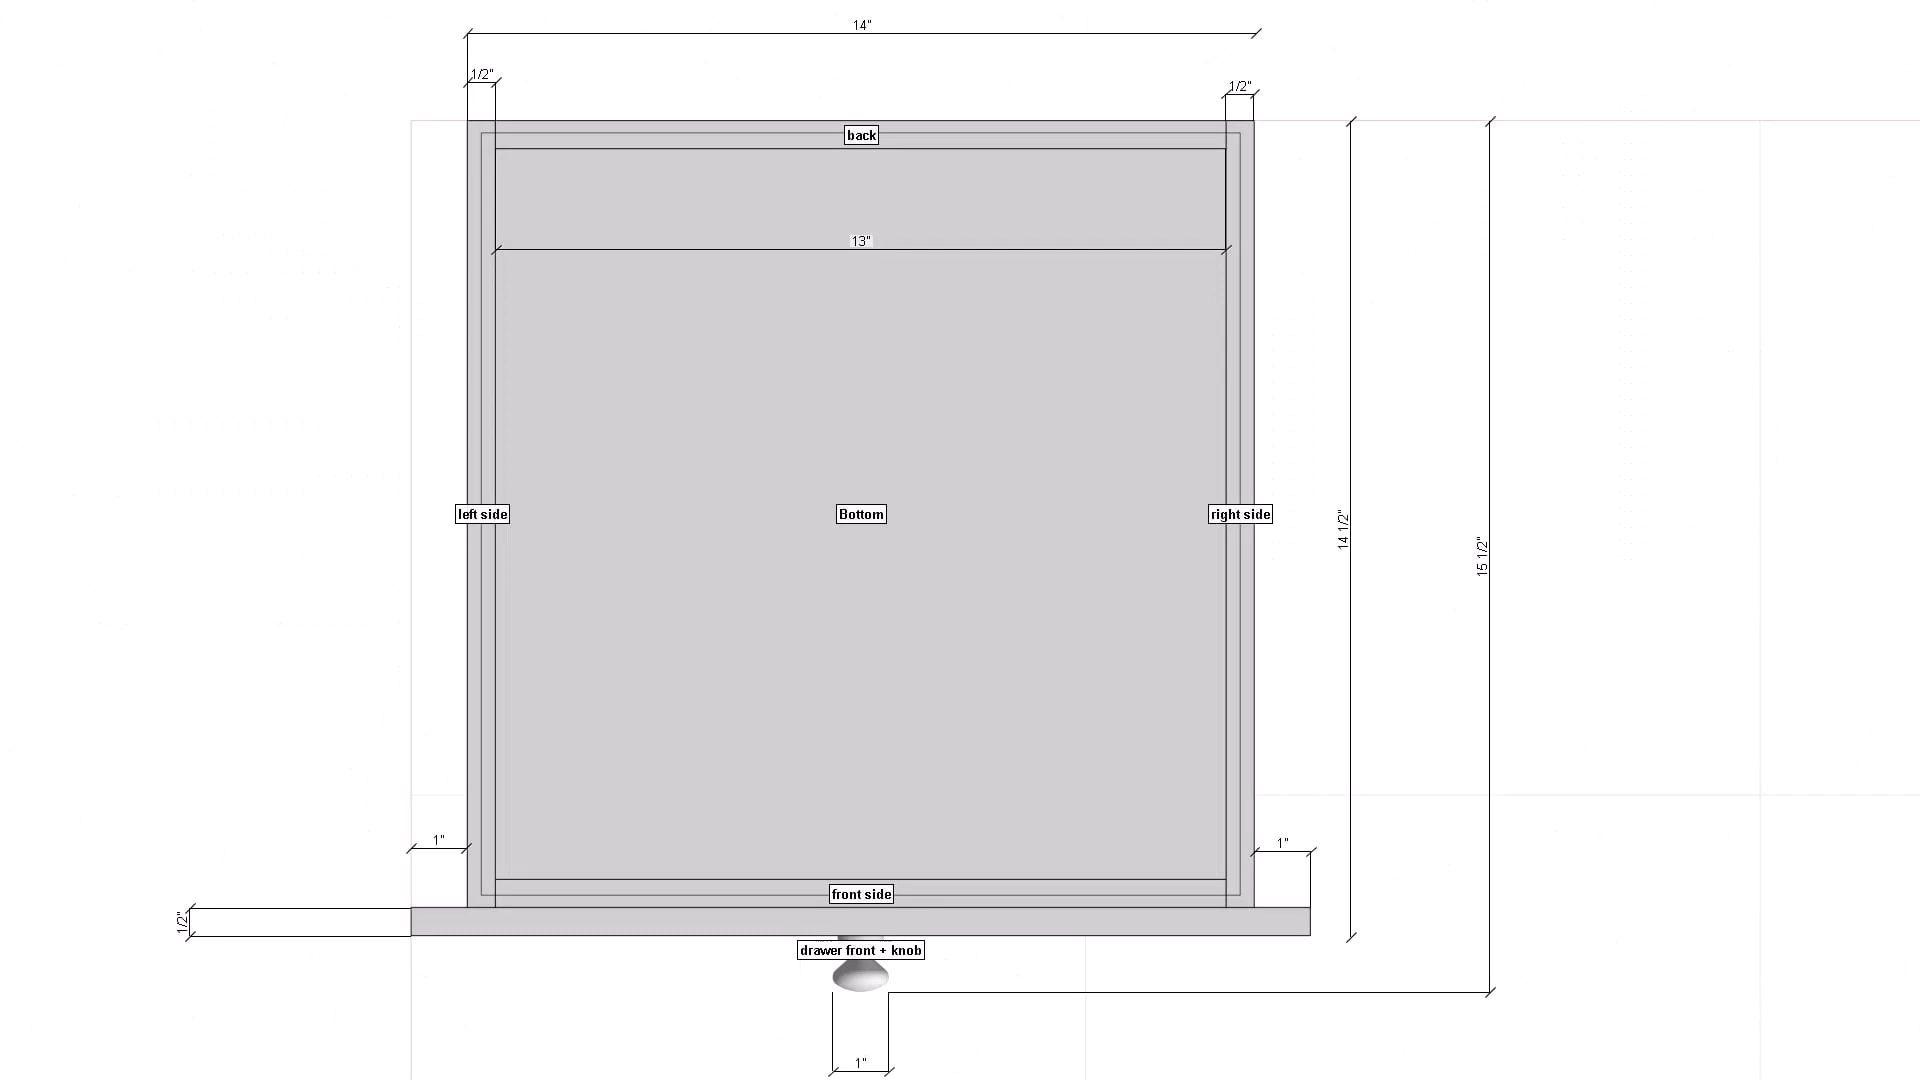 14"
1/2"
1/2"
back
13"
left side
Bottom
right side
14 1/2"
15 1/2"
1"
1"
front side
1/2"
drawer front + knob
1"